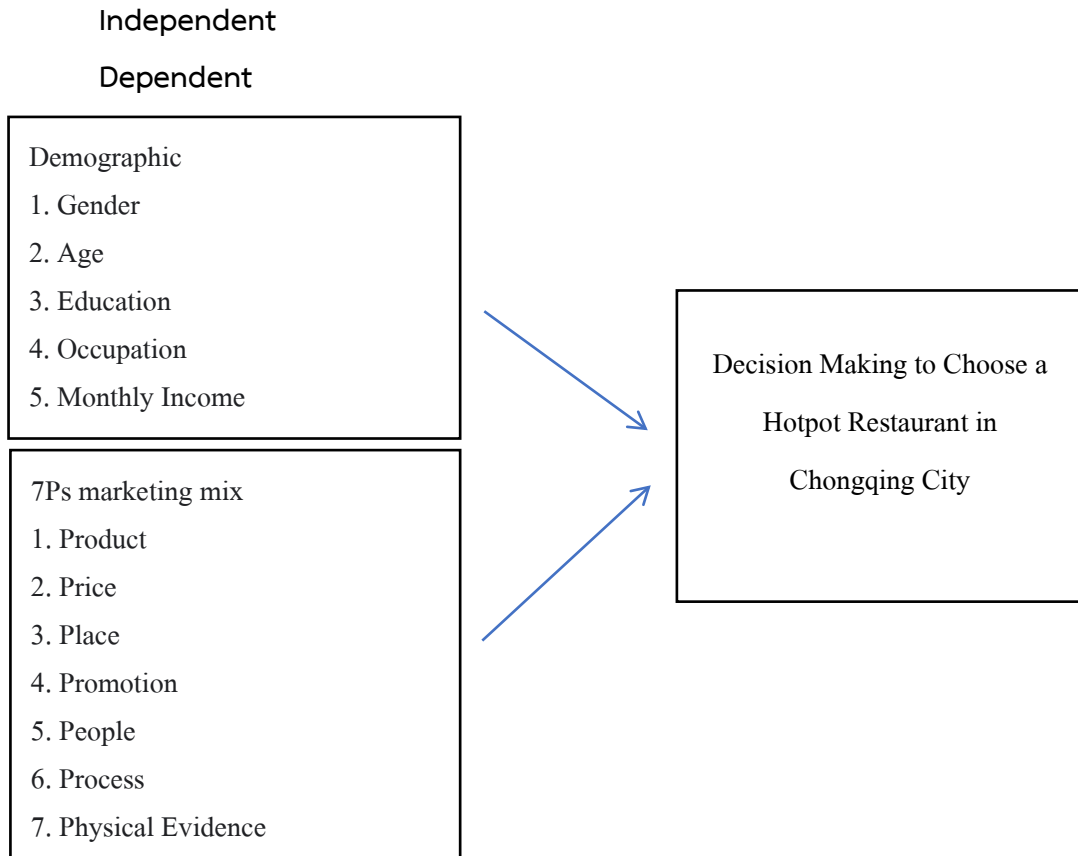 Independent
Dependent
Demographic
1. Gender
2. Age
3. Education
4. Occupation
5. Monthly Income
7Ps marketing mix
1. Product
2. Price
3. Place
4. Promotion
5. People
6. Process
7. Physical Evidence
Decision Making to Choose a
Hotpot Restaurant in
Chongqing City